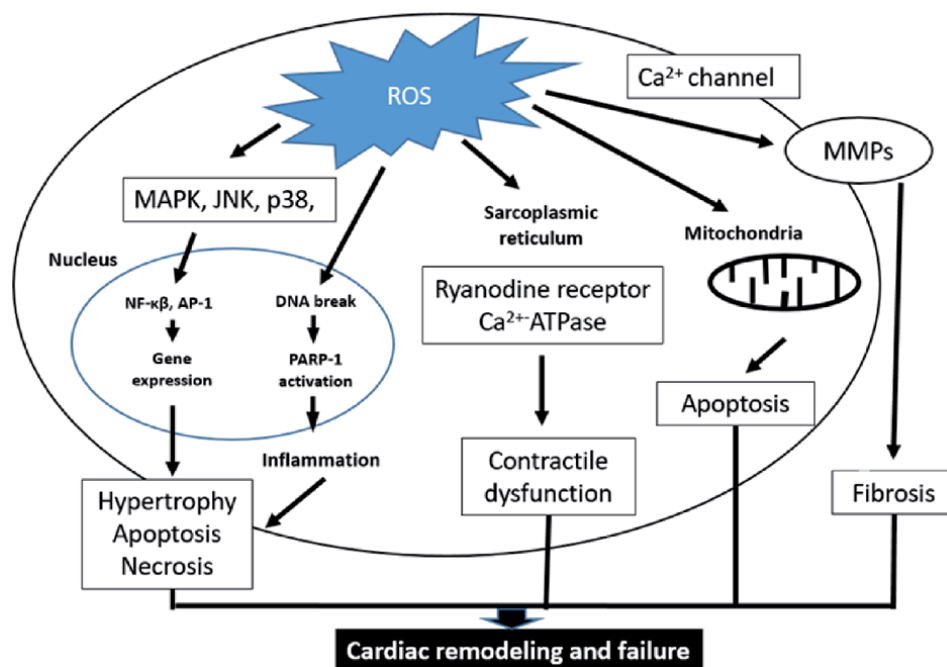 ROS
Ca²⁺ channel
MMPs
MAPK, JNK, p38,
Sarcoplasmic
reticulum
Mitochondria
Nucleus
NF-κβ, AP-1
DNA break
Ryanodine receptor
Ca²⁺-ATPase
Gene
expression
PARP-1
activation
Apoptosis
Inflammation
Contractile
dysfunction
Fibrosis
Hypertrophy
Apoptosis
Necrosis
Cardiac remodeling and failure